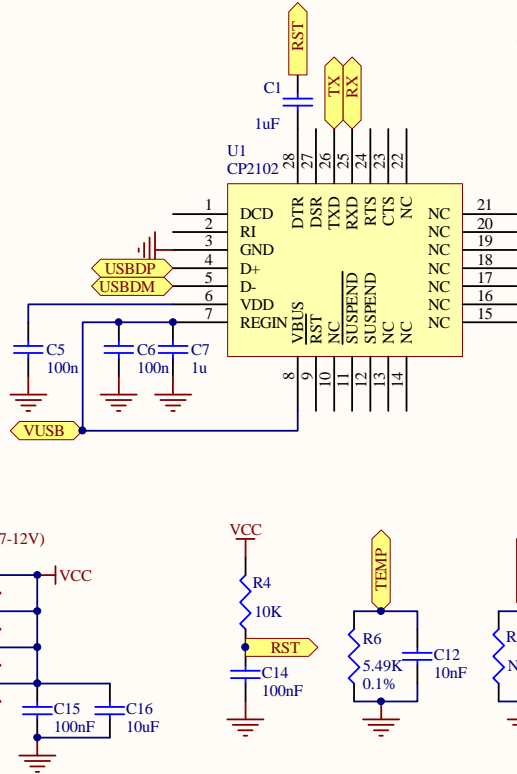 RST
C1
TX
RX
1uF
U1
CP2102
28
27
26
25
24
23
22
DTR
DSR
TXD
RXD
RTS
CTS
NC
1 DCD NC 21
2 RI NC 20
3 GND NC 19
USBDP 4 D+ NC 18
USBDM 5 D- NC 17
6 VDD NC 16
7 REGIN NC 15
VBUS
RST
NC
SUSPEND
SUSPEND
NC
NC
8
9
10
11
12
13
14
C5
100n
C6
100n
C7
1u
VUSB
7-12V)
VCC
VCC
R4
10K
RST
C14
100nF
TEMP
R6
5.49K
0.1%
C12
10nF
R
N
C15
100nF
C16
10uF